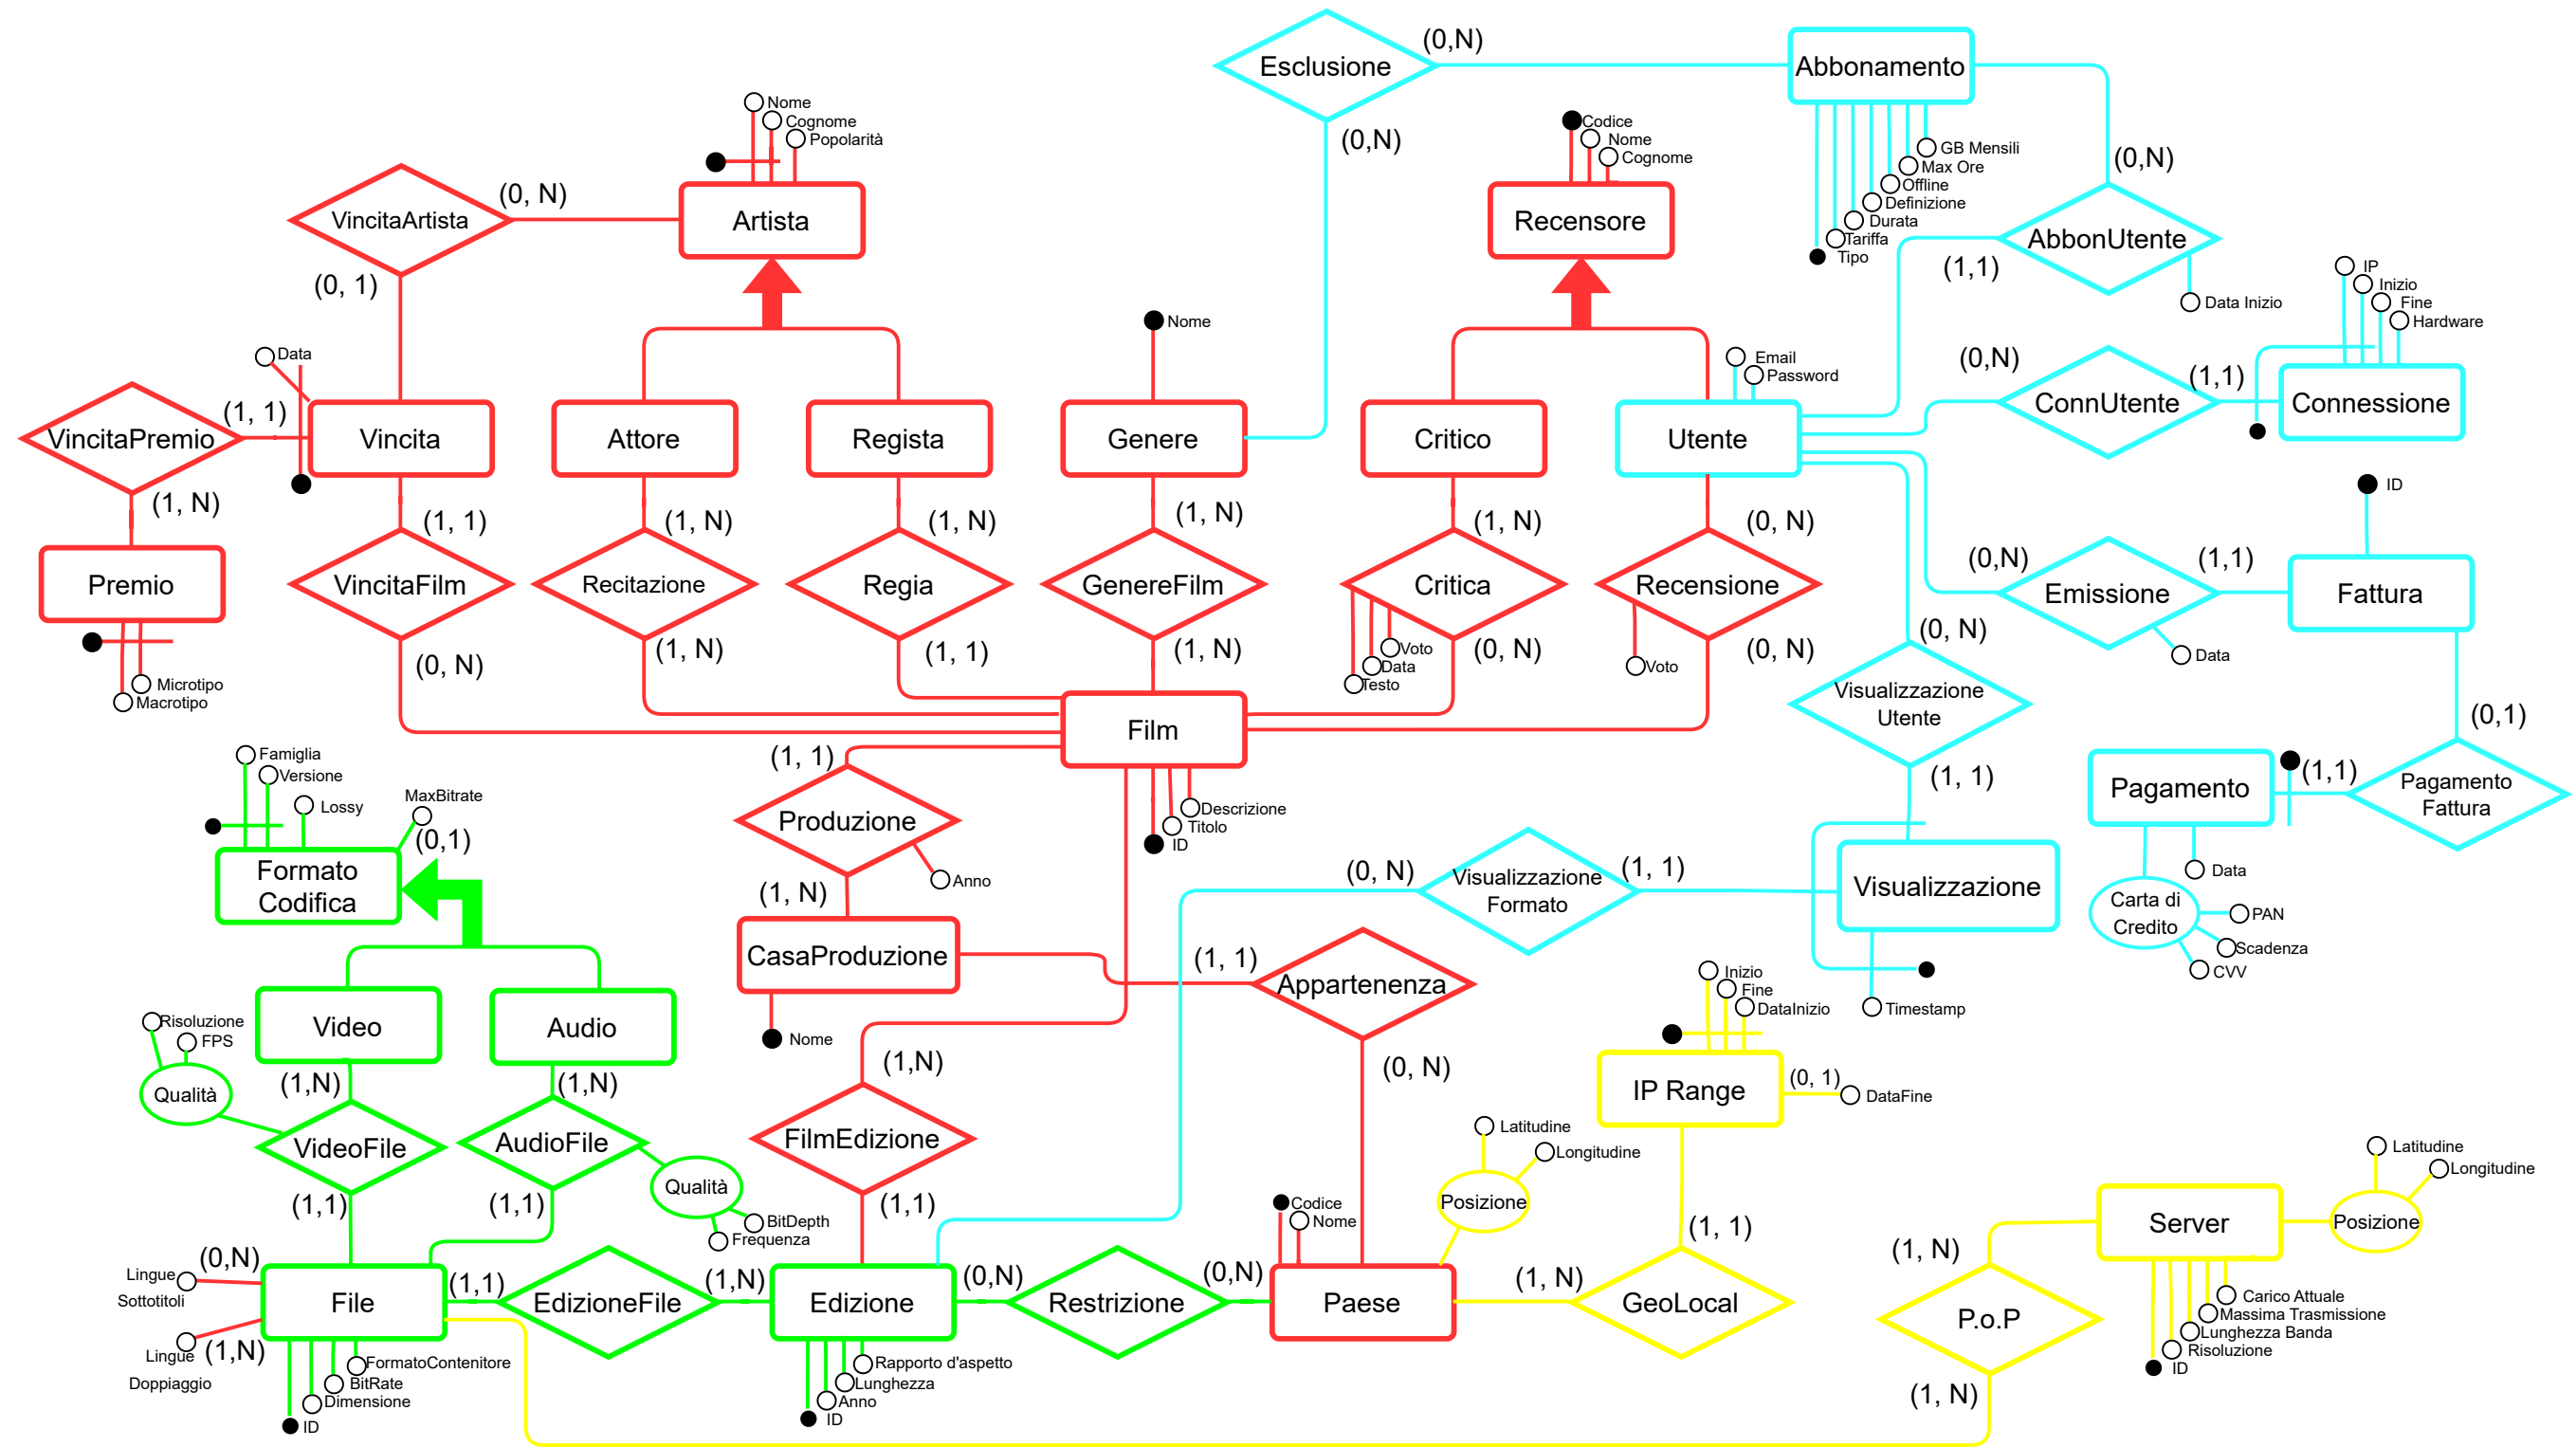 Esclusione
(0,N)
Abbonamento
(0,N)
(0,N)
GB Mensili
Max Ore
Offline
Definizione
Durata
Tariffa
Tipo
AbbonUtente
(1,1)
Data Inizio
Nome
Cognome
Popolarità
Artista
VincitaArtista
(0, N)
(0, 1)
Codice
Nome
Cognome
Recensore
IP
Inizio
Fine
Hardware
Nome
Data
Email
Password
(0,N)
ConnUtente
(1,1)
Connessione
VincitaPremio
(1, 1)
Vincita
Attore
Regista
Genere
Critico
Utente
(1, N)
(1, 1)
(1, N)
(1, N)
(1, N)
(1, N)
(0, N)
ID
Premio
VincitaFilm
Recitazione
Regia
GenereFilm
Critica
Recensione
(0,N)
Emissione
(1,1)
Fattura
Data
Microtipo
Macrotipo
(0, N)
(1, N)
(1, 1)
(1, N)
Voto
Data
Testo
(0, N)
Voto
(0, N)
(0, N)
Visualizzazione
Utente
(1, 1)
(0,1)
Film
Descrizione
Titolo
ID
Pagamento
(1,1)
Pagamento
Fattura
Data
Carta di
Credito
PAN
Scadenza
CVV
Famiglia
Versione
Lossy
MaxBitrate
(0,1)
Formato
Codifica
(1, 1)
Produzione
Anno
(1, N)
CasaProduzione
Nome
(0, N)
Visualizzazione
Formato
(1, 1)
Visualizzazione
Timestamp
(1, 1)
Appartenenza
(0, N)
Inizio
Fine
DataInizio
IP Range
(0, 1)
DataFine
Video
Audio
Risoluzione
FPS
Qualità
(1,N)
(1,N)
VideoFile
AudioFile
Qualità
BitDepth
Frequenza
(1,1)
(1,1)
(1,N)
FilmEdizione
(1,1)
Latitudine
Longitudine
Posizione
Codice
Nome
(1, 1)
Latitudine
Longitudine
Posizione
Server
Carico Attuale
Massima Trasmissione
Lunghezza Banda
Risoluzione
ID
(1, N)
P.o.P
(1, N)
Lingue
Sottotitoli
(0,N)
Lingue
Doppiaggio
(1,N)
File
(1,1)
EdizioneFile
(1,N)
Edizione
(0,N)
Restrizione
(0,N)
Paese
(1, N)
GeoLocal
FormatoContenitore
BitRate
Dimensione
ID
Rapporto d'aspetto
Lunghezza
Anno
ID